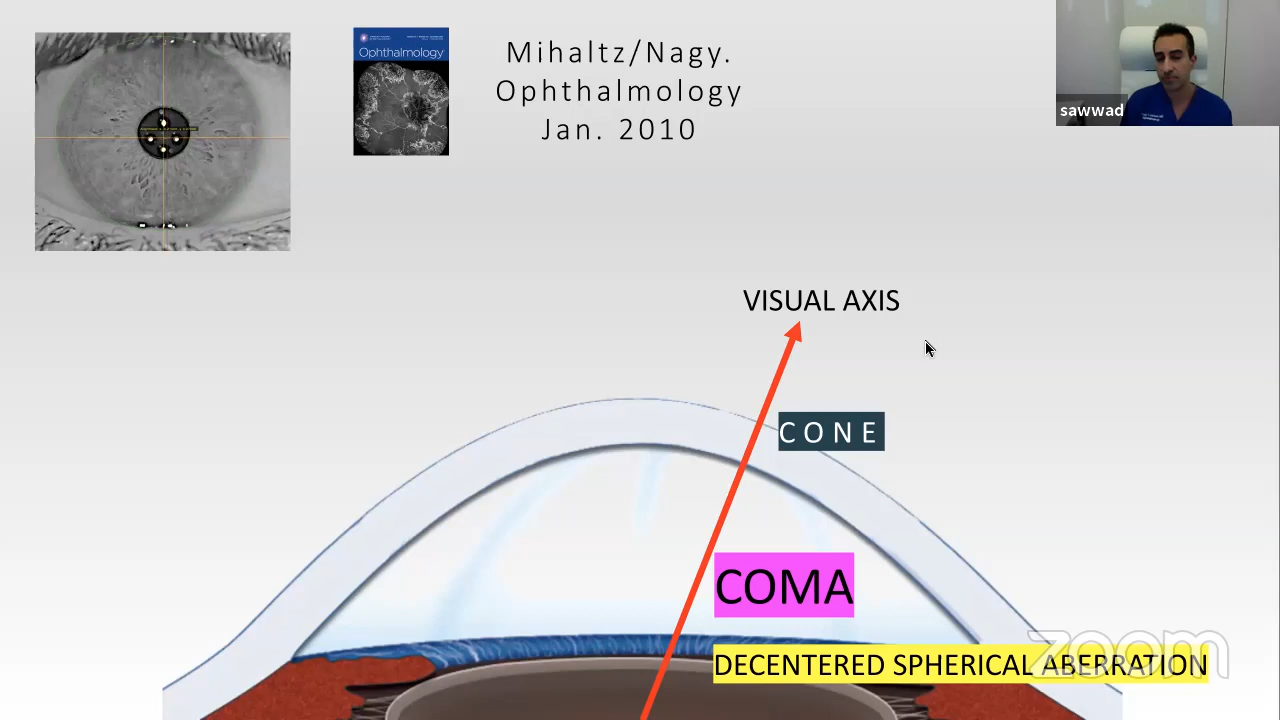 Ophthalmology
Mihaltz/Nagy.
Ophthalmology
Jan. 2010
sawwad
VISUAL AXIS
CONE
COMA
DECENTERED SPHERICAL ABERRATION
zoom